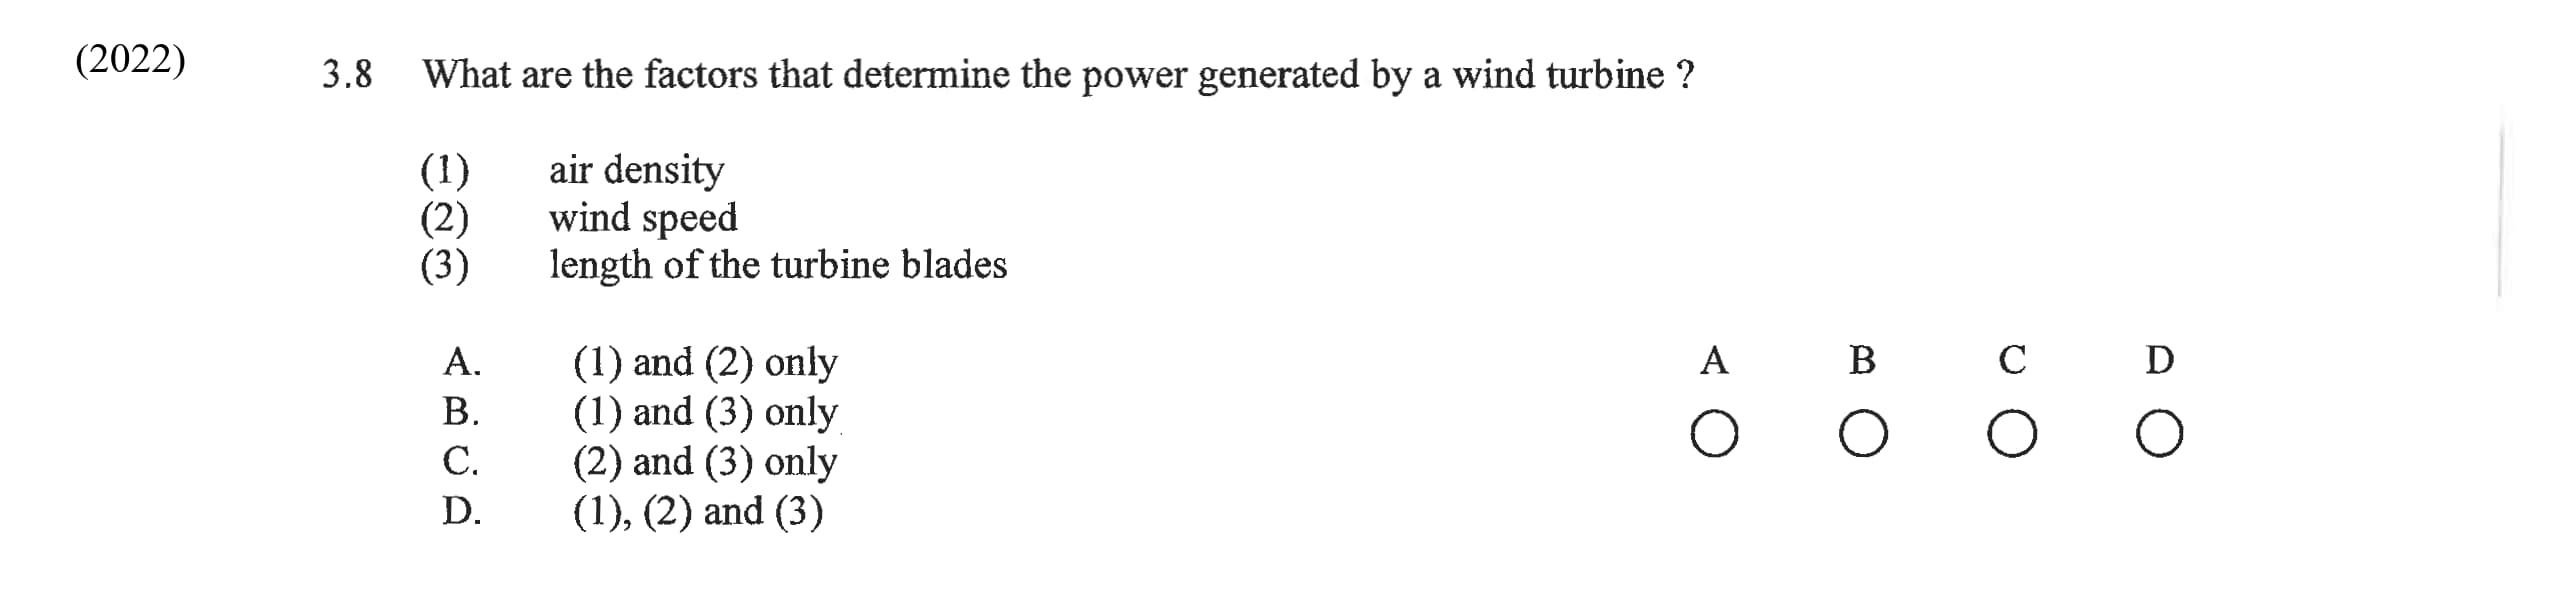 (2022)
3.8 What are the factors that determine the power generated by a wind turbine ?
(1) air density
(2) wind speed
(3) length of the turbine blades
A. (1) and (2) only
B. (1) and (3) only
C. (2) and (3) only
D. (1), (2) and (3)
A B C D